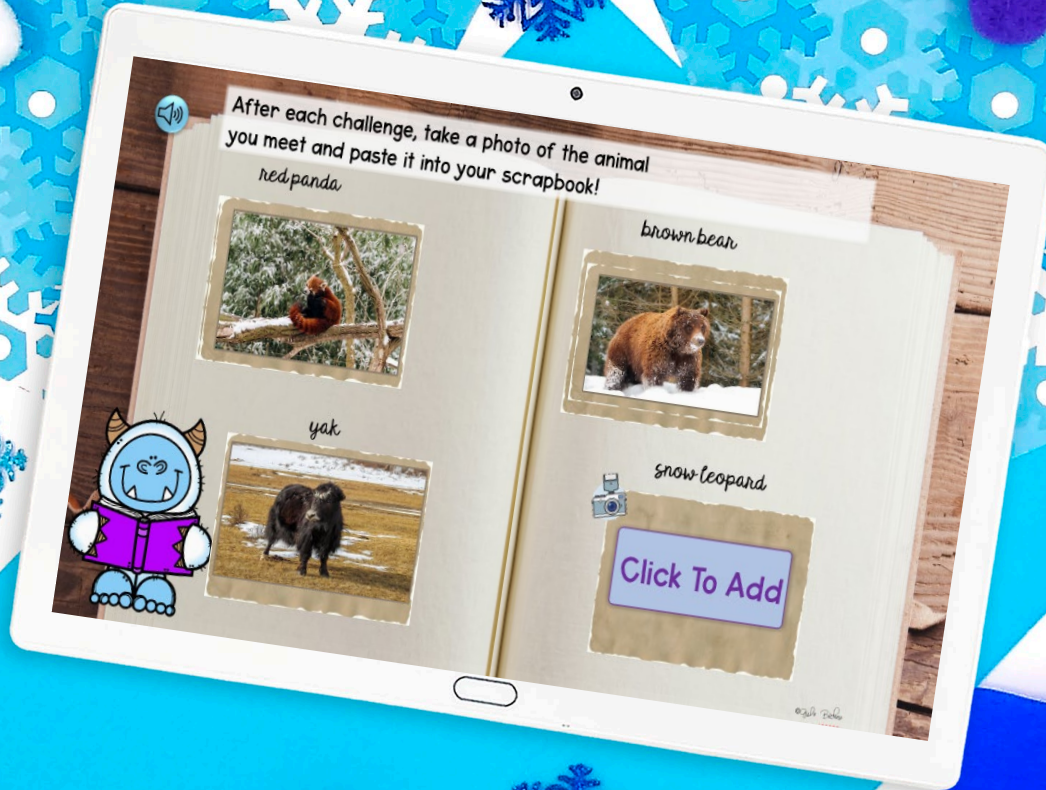 After each challenge, take a photo of the animal
you meet and paste it into your scrapbook!
red panda
brown bear
yak
snow leopard
Click To Add